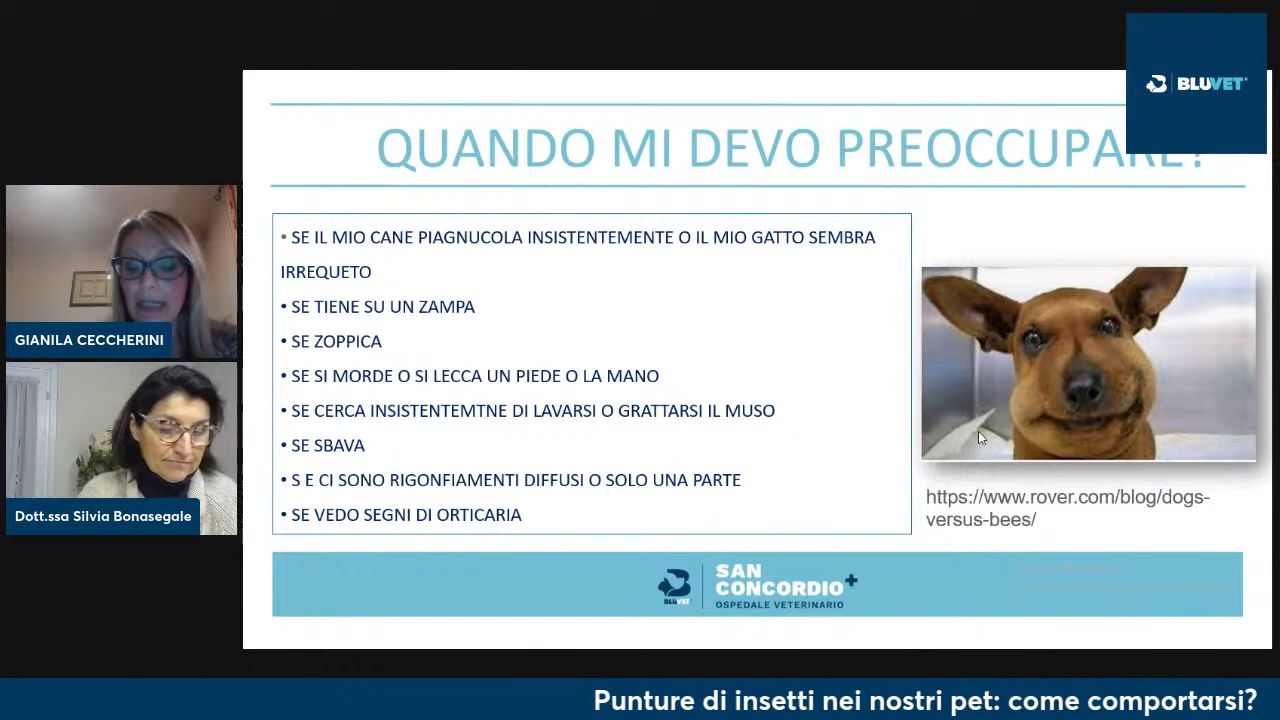 BLUVET
QUANDO MI DEVO PREOCCUPARE?
• SE IL MIO CANE PIAGNUCOLA INSISTENTEMENTE O IL MIO GATTO SEMBRA
IRREQUETO
• SE TIENE SU UN ZAMPA
• SE ZOPPICA
• SE SI MORDE O SI LECCA UN PIEDE O LA MANO
• SE CERCA INSISTENTEMTNE DI LAVARSI O GRATTARSI IL MUSO
• SE SBAVA
• S E CI SONO RIGONFIAMENTI DIFFUSI O SOLO UNA PARTE
• SE VEDO SEGNI DI ORTICARIA
https://www.rover.com/blog/dogs-
versus-bees/
GIANILA CECCHERINI
Dott.ssa Silvia Bonasegale
BLUVET
SAN
CONCORDIO+
OSPEDALE VETERINARIO
Punture di insetti nei nostri pet: come comportarsi?